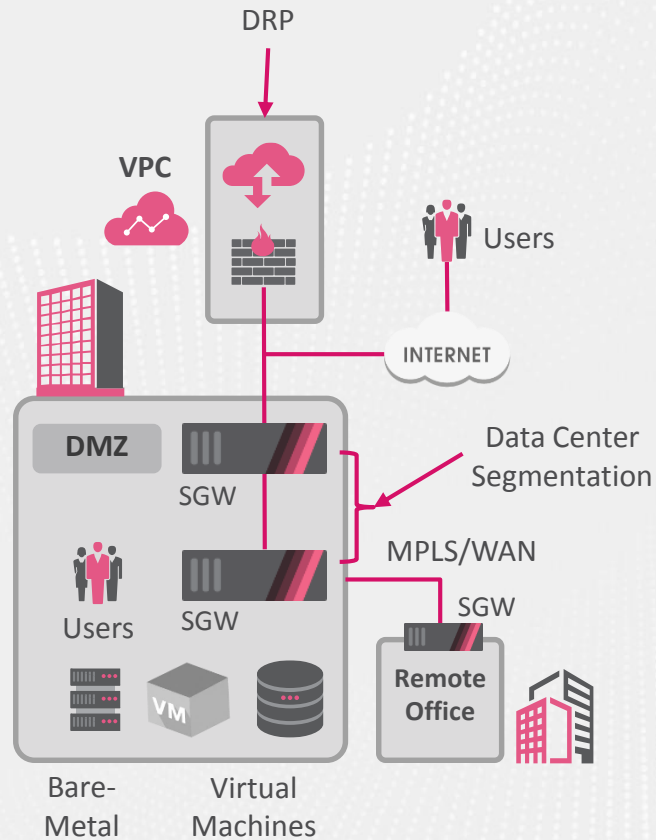 DRP
VPC
Users
INTERNET
DMZ
SGW
Data Center
Segmentation
MPLS/WAN
Users
SGW
SGW
VM
Remote
Office
Bare-
Metal
Virtual
Machines